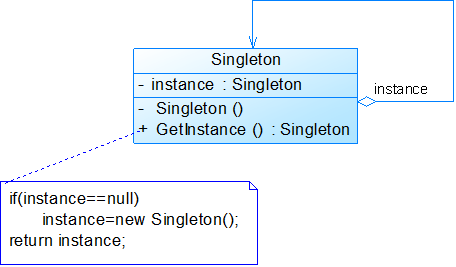 Singleton
- instance : Singleton
instance
- Singleton ()
+ GetInstance () : Singleton
if(instance==null)
instance=new Singleton();
return instance;